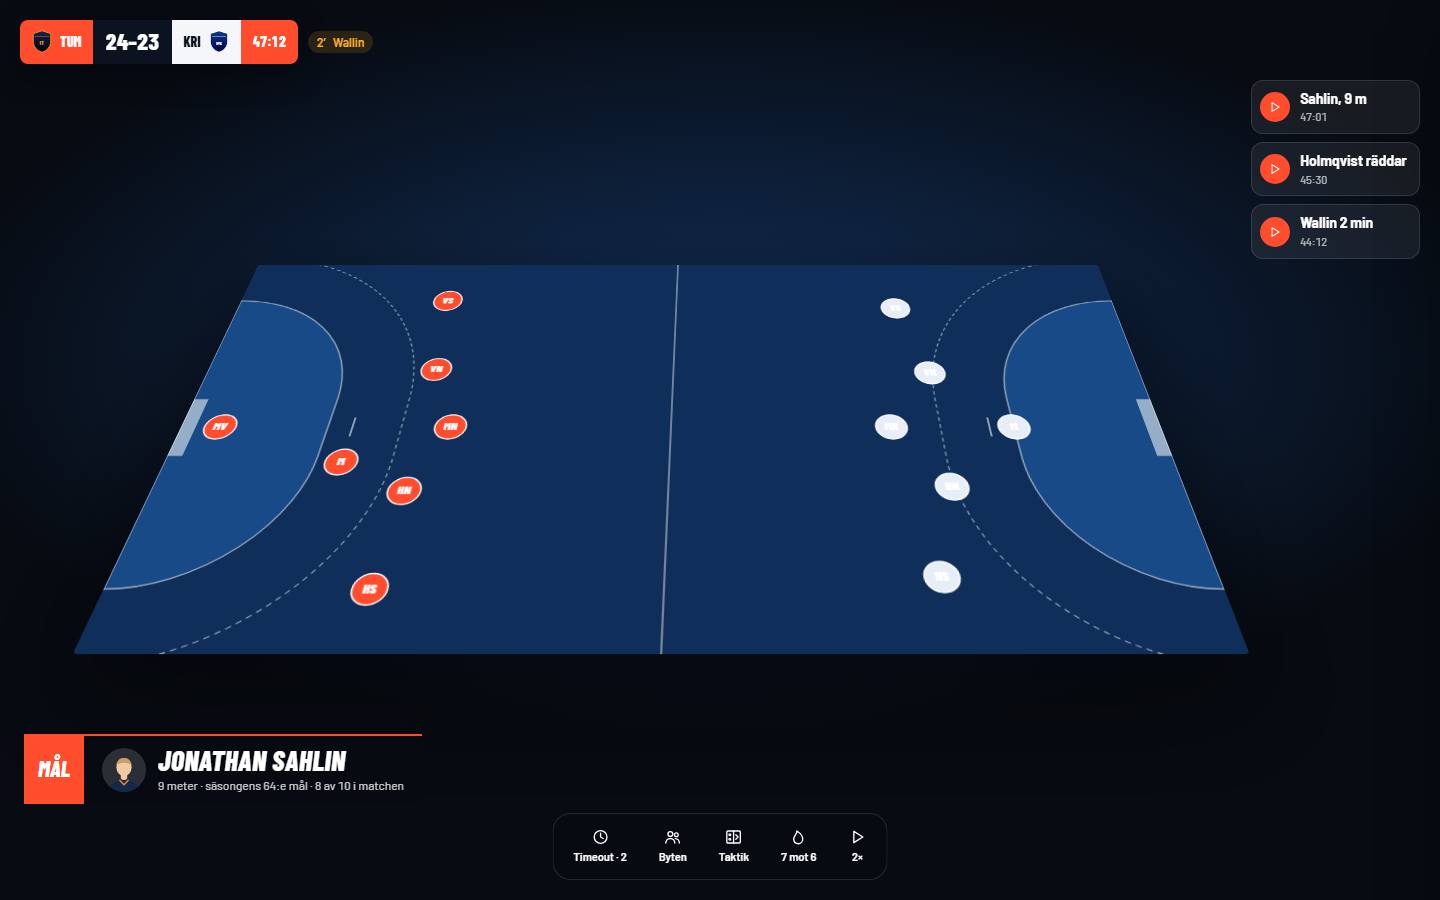 TUM 24–23 KRI 47:12 2′ Wallin
Sahlin, 9 m
47:01
Holmqvist räddar
45:30
Wallin 2 min
44:12
VS
VN
MV
MN
M
HN
HS
MÅL
JONATHAN SAHLIN
9 meter · säsongens 64:e mål · 8 av 10 i matchen
Timeout · 2 Byten Taktik 7 mot 6 2×